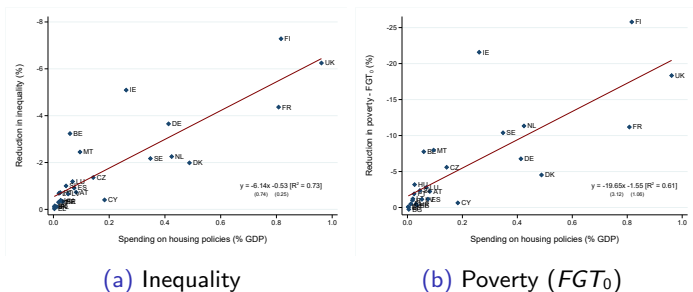 Reduction in inequality (%)
-8
-6
-4
-2
0
FI
UK
IE
FR
DE
BE
MT
SE
NL
DK
CZ
CY
LU
ES
AT
y = -6.14x -0.53 [R² = 0.73]
(0.74) (0.25)
0.0 0.2 0.4 0.6 0.8 1.0
Spending on housing policies (% GDP)
(a) Inequality
Reduction in poverty - FGT₀ (%)
-25
-20
-15
-10
-5
0
FI
IE
UK
NL
FR
SE
BE
MT
DE
CZ
DK
HU
LU
AT
ES
CY
y = -19.65x -1.55 [R² = 0.61]
(3.12) (1.06)
0.0 0.2 0.4 0.6 0.8 1.0
Spending on housing policies (% GDP)
(b) Poverty (FGT₀)